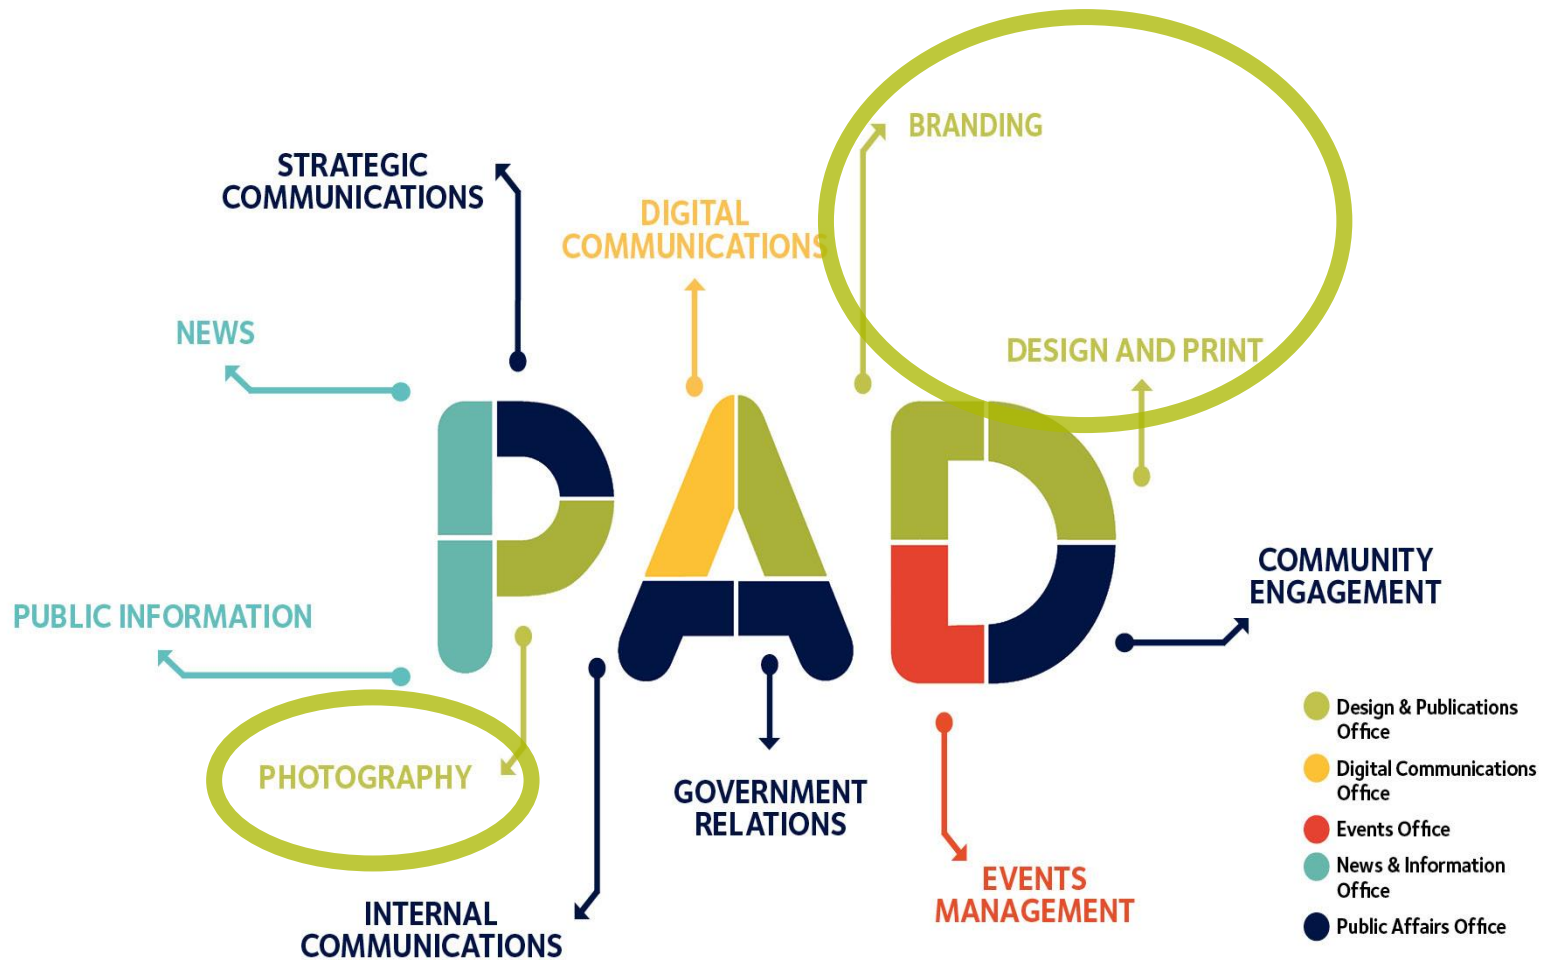 BRANDING
STRATEGIC
COMMUNICATIONS
DIGITAL
COMMUNICATIONS
NEWS
DESIGN AND PRINT
PAD
COMMUNITY
ENGAGEMENT
PUBLIC INFORMATION
PHOTOGRAPHY
GOVERNMENT
RELATIONS
EVENTS
MANAGEMENT
INTERNAL
COMMUNICATIONS
Design & Publications
Office
Digital Communications
Office
Events Office
News & Information
Office
Public Affairs Office